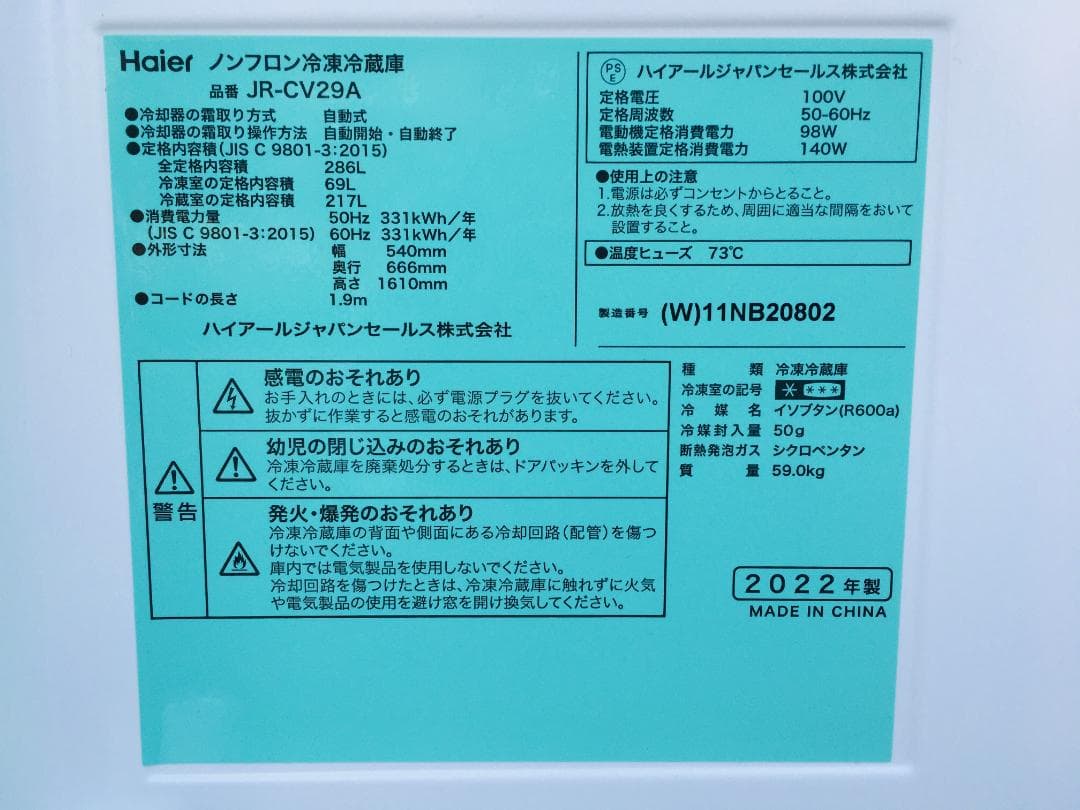 Haier ノンフロン冷凍冷蔵庫
品番 JR-CV29A
●冷却器の霜取り方式 自動式
●冷却器の霜取り操作方法 自動開始・自動終了
●定格内容積(JIS C 9801-3:2015)
全定格内容積 286L
冷凍室の定格内容積 69L
冷蔵室の定格内容積 217L
●消費電力量 50Hz 331kWh/年
(JIS C 9801-3:2015) 60Hz 331kWh/年
●外形寸法 幅 540mm
奥行 666mm
高さ 1610mm
●コードの長さ 1.9m
ハイアールジャパンセールス株式会社
PS
E ハイアールジャパンセールス株式会社
定格電圧 100V
定格周波数 50-60Hz
電動機定格消費電力 98W
電熱装置定格消費電力 140W
●使用上の注意
1.電源は必ずコンセントからとること。
2.放熱を良くするため、周囲に適当な間隔をおいて
設置すること。
●温度ヒューズ 73℃
製造番号 (W)11NB20802
警告
感電のおそれあり
お手入れのときには、必ず電源プラグを抜いてください。
抜かずに作業すると感電のおそれがあります。
幼児の閉じ込みのおそれあり
冷凍冷蔵庫を廃棄処分するときは、ドアパッキンを外して
ください。
発火・爆発のおそれあり
冷凍冷蔵庫の背面や側面にある冷却回路(配管)を傷つ
けないでください。
庫内では電気製品を使用しないでください。
冷却回路を傷つけたときは、冷凍冷蔵庫に触れずに火気
や電気製品の使用を避け窓を開け換気してください。
種類 冷凍冷蔵庫
冷凍室の記号 * ***
冷媒名 イソブタン(R600a)
冷媒封入量 50g
断熱発泡ガス シクロペンタン
質量 59.0kg
2022年製
MADE IN CHINA